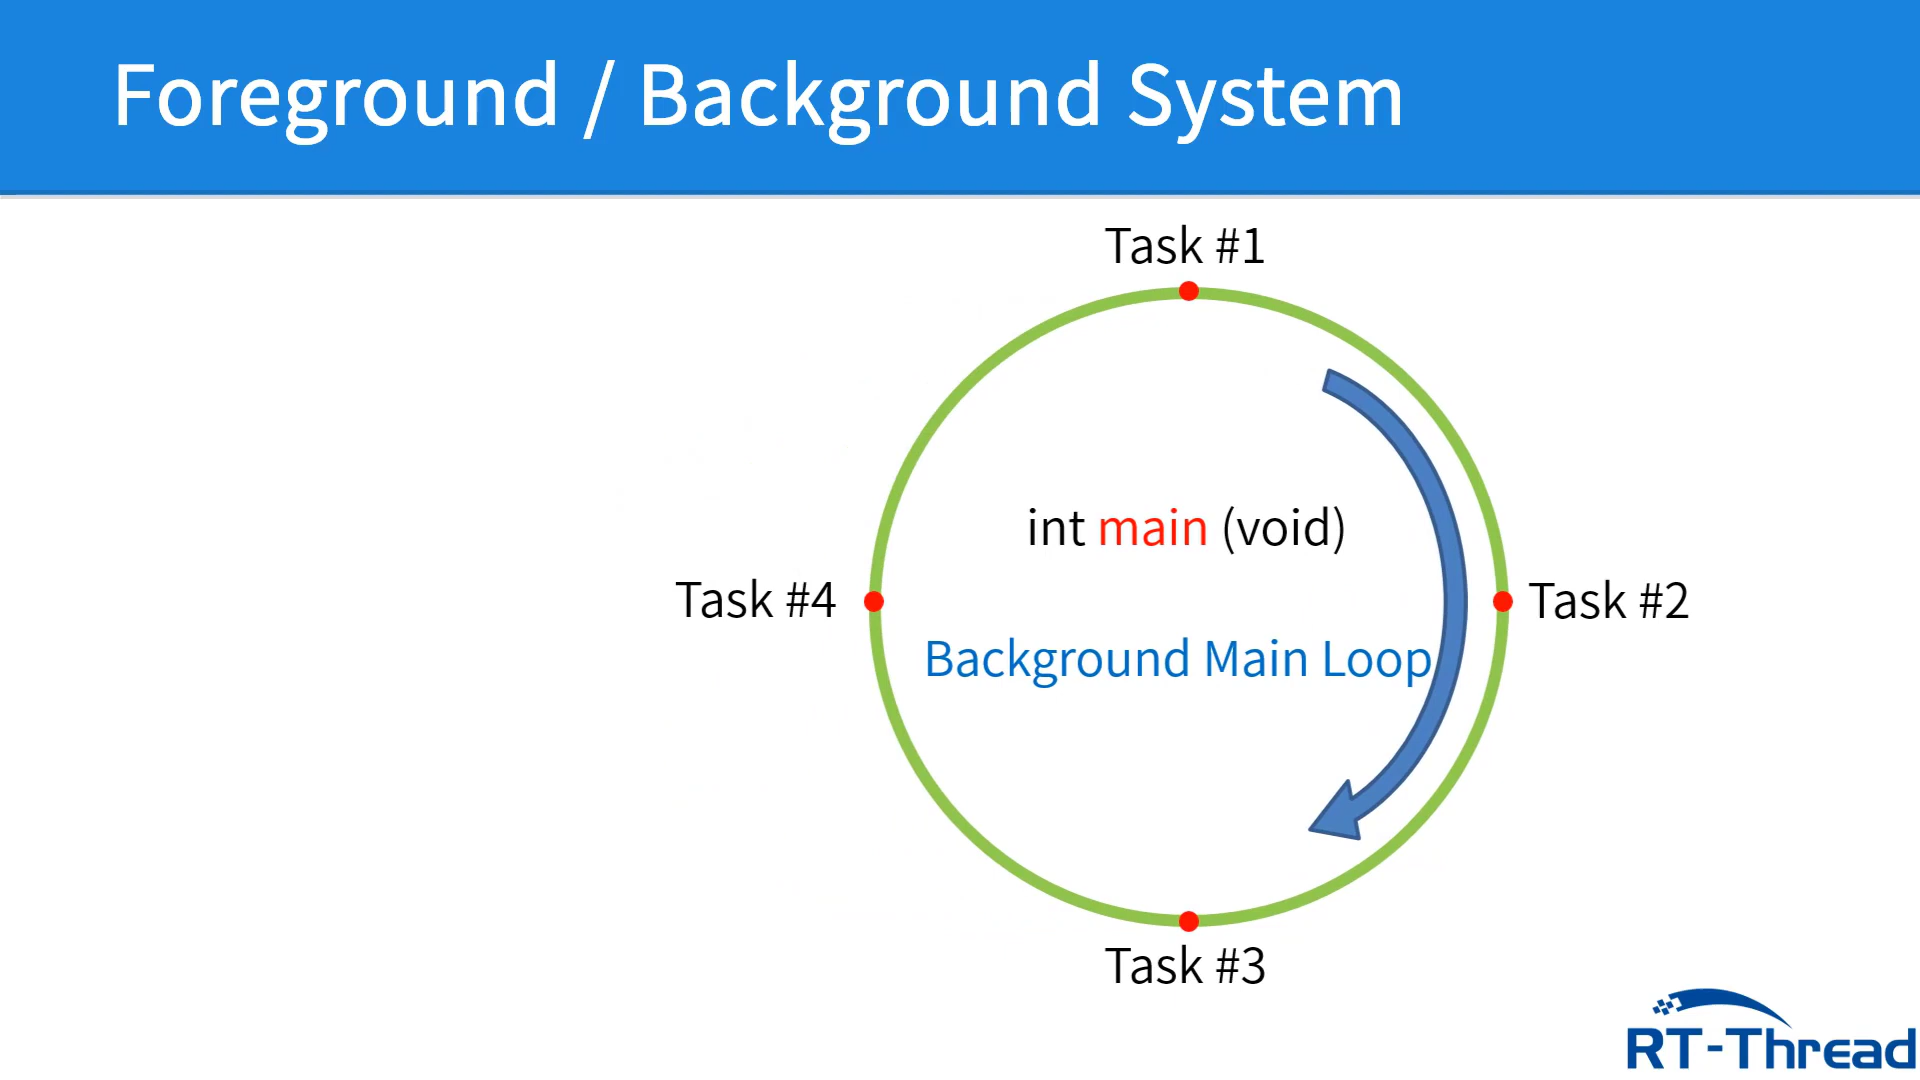 Foreground / Background System
Task #1
int main (void)
Task #4
Task #2
Background Main Loop
Task #3
RT-Thread